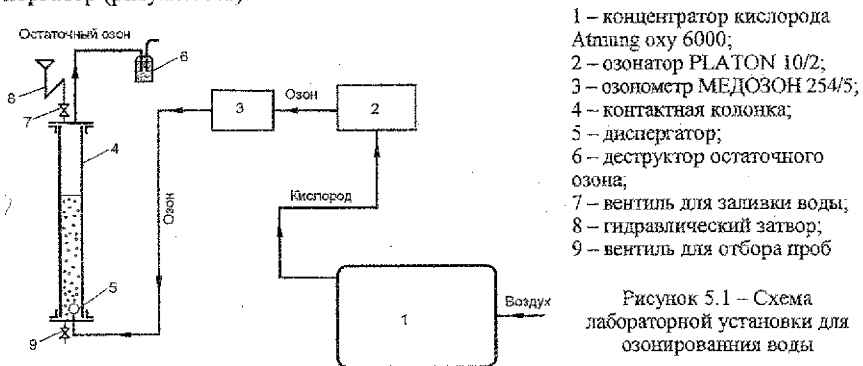 Остаточный озон
6
8
7
4
5
9
3
Озон
2
Озон
Кислород
Воздух
1
1 – концентратор кислорода
Atmung oxy 6000;
2 – озонатор PLATON 10/2;
3 – озонометр МЕДОЗОН 254/5;
4 – контактная колонка;
5 – диспергатор;
6 – деструктор остаточного
озона;
7 – вентиль для заливки воды;
8 – гидравлический затвор;
9 – вентиль для отбора проб
Рисунок 5.1 – Схема
лабораторной установки для
озонирования воды